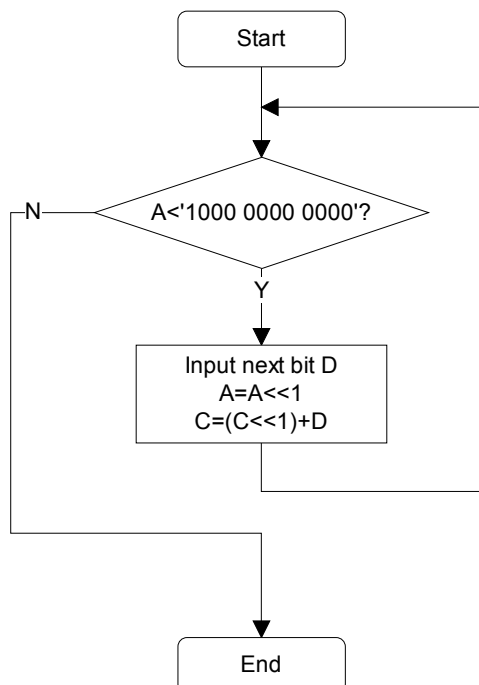 Start
A<'1000 0000 0000'?
N
Y
Input next bit D
A=A<<1
C=(C<<1)+D
End